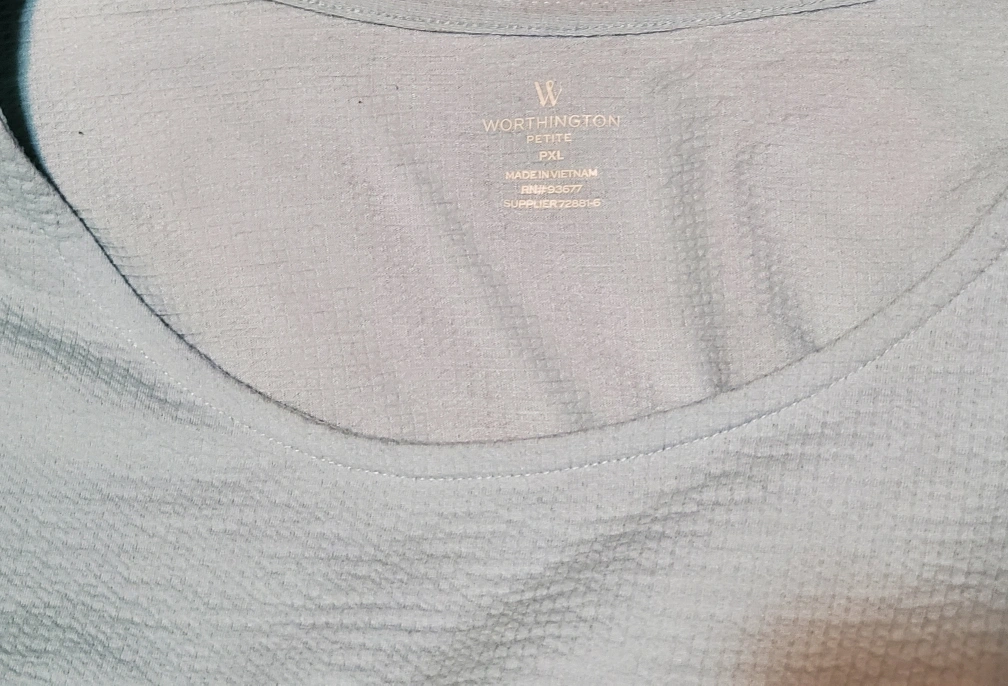 W
WORTHINGTON
PETITE
PXL
MADE IN VIETNAM
RN# 93677
SUPPLIER 72881-6